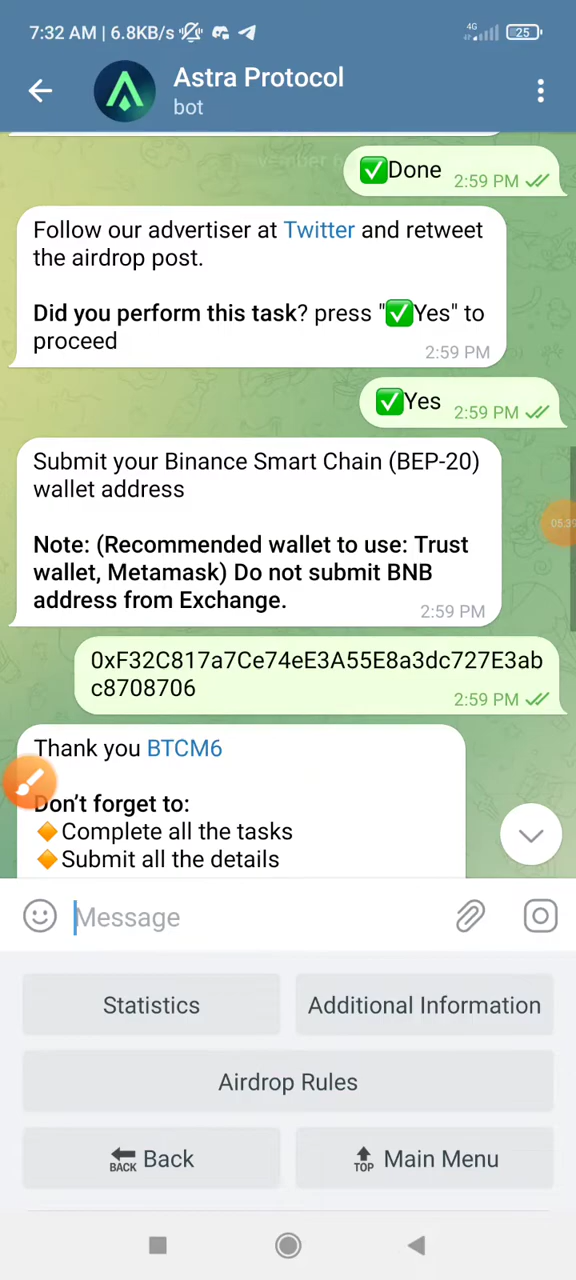 7:32 AM | 6.8KB/s
4G
25
Astra Protocol
bot
November 6
✅Done 2:59 PM
Follow our advertiser at Twitter and retweet
the airdrop post.
Did you perform this task? press "✅Yes" to
proceed
2:59 PM
✅Yes 2:59 PM
Submit your Binance Smart Chain (BEP-20)
wallet address
Note: (Recommended wallet to use: Trust
wallet, Metamask) Do not submit BNB
address from Exchange.
2:59 PM
05:39
0xF32C817a7Ce74eE3A55E8a3dc727E3ab
c8708706
2:59 PM
Thank you BTCM6
Don't forget to:
🔶Complete all the tasks
🔶Submit all the details
Message
Statistics
Additional Information
Airdrop Rules
BACK Back
TOP Main Menu